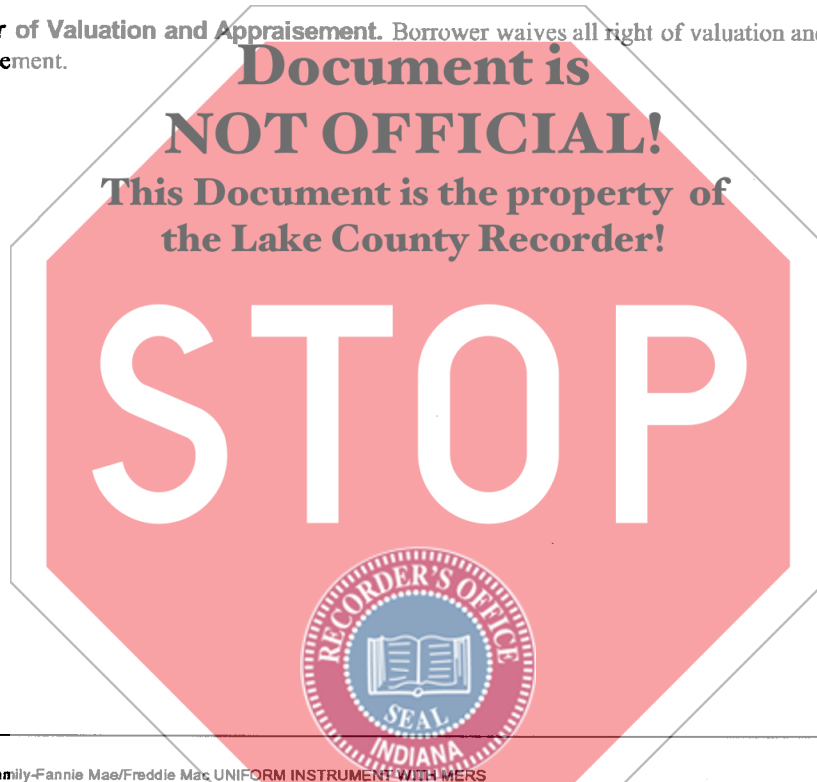 r of Valuation and Appraisement. Borrower waives all right of valuation and
ement.
Document is
NOT OFFICIAL!
This Document is the property of
the Lake County Recorder!
STOP
RECORDER'S OFFICE
SEAL
INDIANA
mily-Fannie Mae/Freddie Mac UNIFORM INSTRUMENT WITH MERS